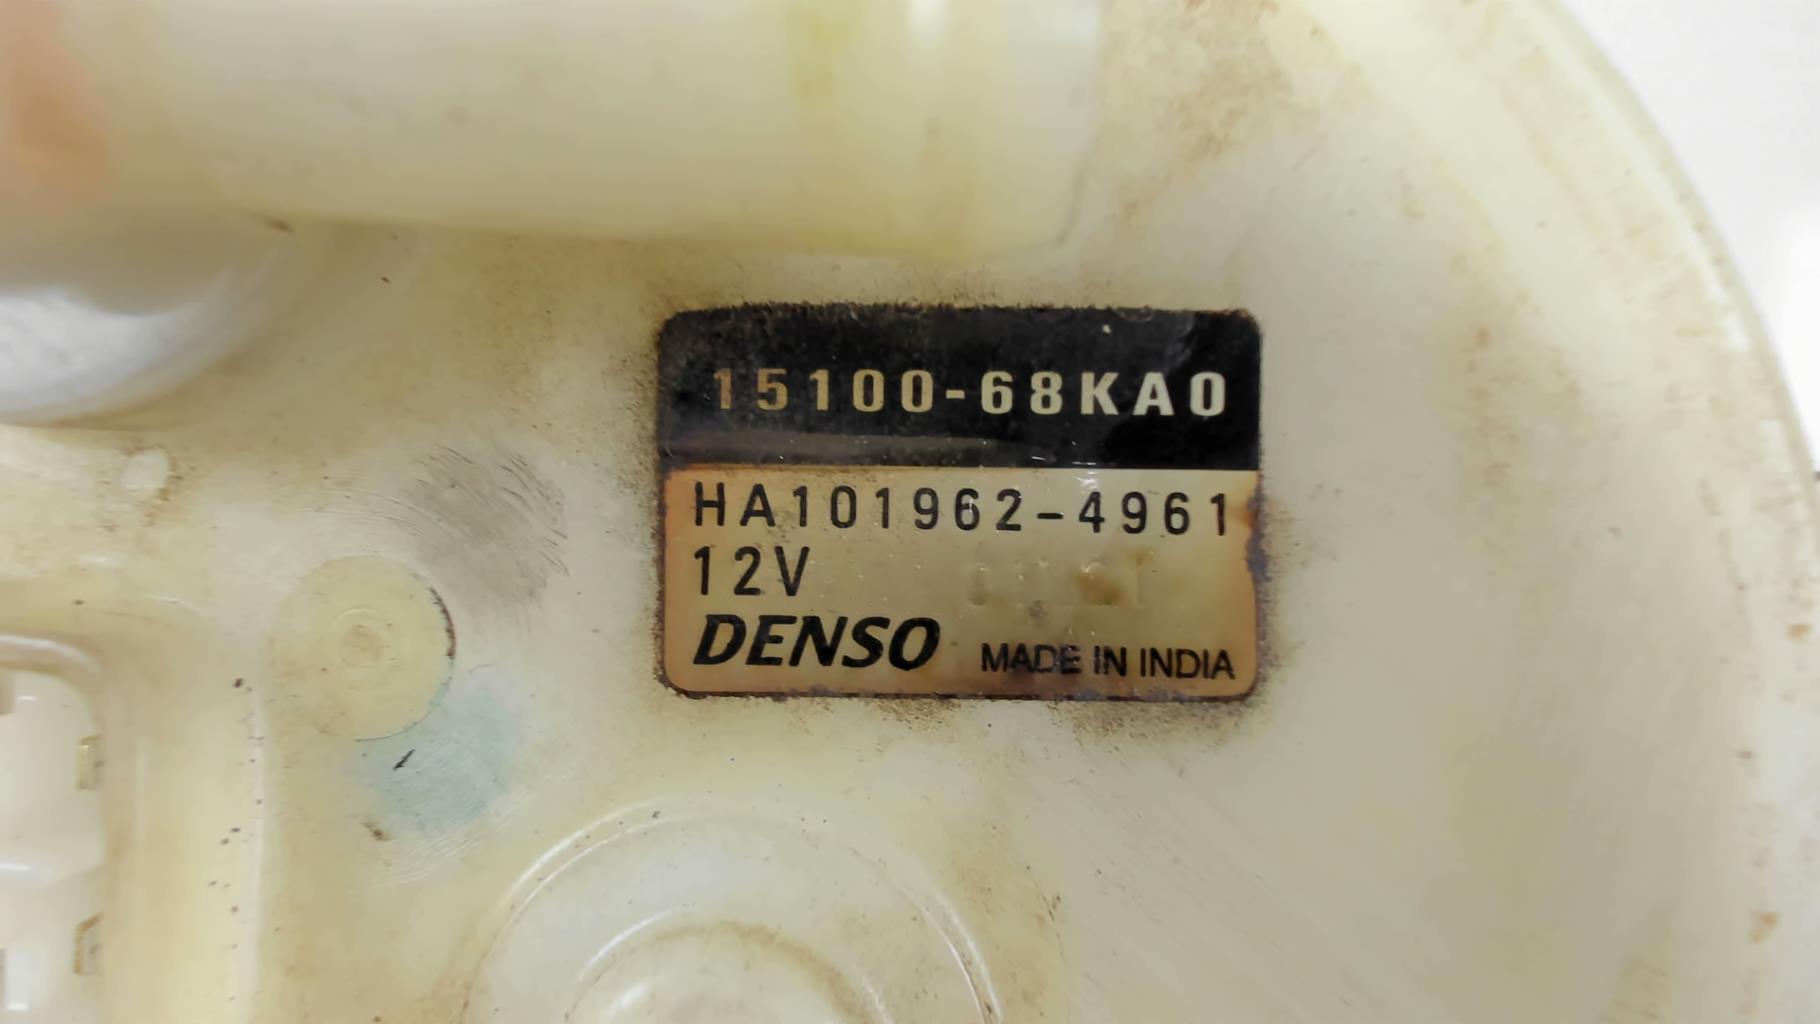 15100-68KA0
HA101962-4961
12V
DENSO MADE IN INDIA